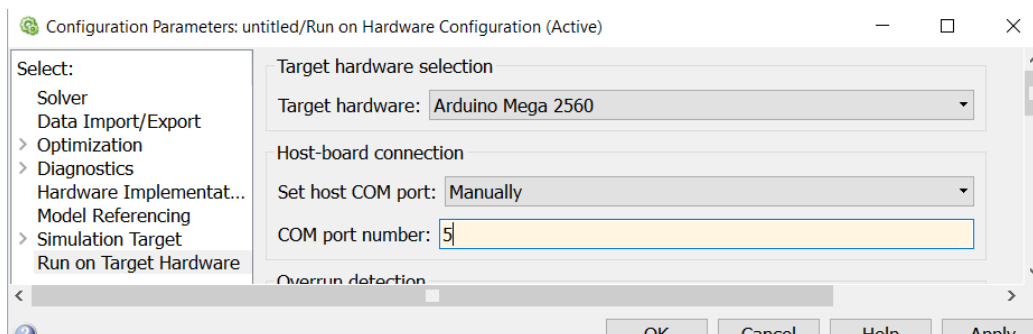 Configuration Parameters: untitled/Run on Hardware Configuration (Active)
Select:
Solver
Data Import/Export
Optimization
Diagnostics
Hardware Implementat...
Model Referencing
Simulation Target
Run on Target Hardware
Target hardware selection
Target hardware: Arduino Mega 2560
Host-board connection
Set host COM port: Manually
COM port number: 5
Overrun detection
OK Cancel Help Apply